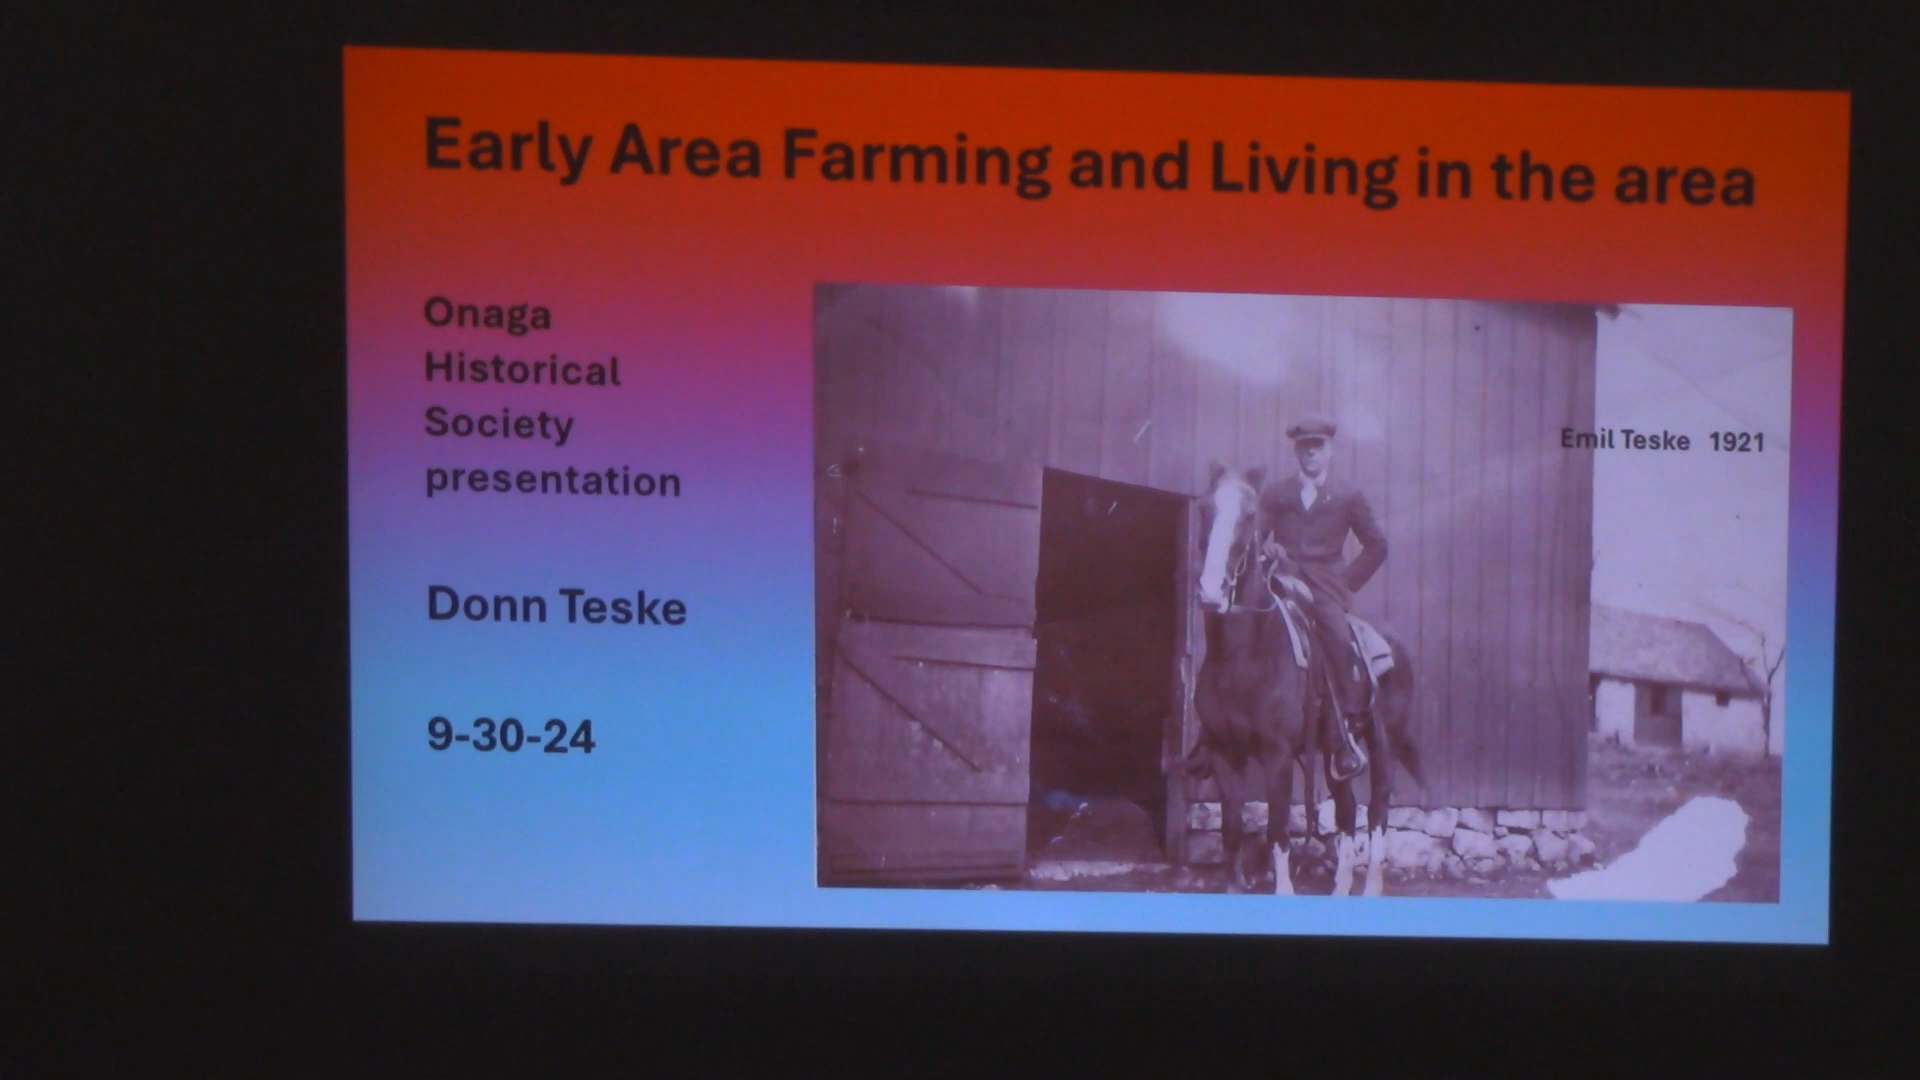 Early Area Farming and Living in the area
Onaga
Historical
Society
presentation
Donn Teske
9-30-24
Emil Teske 1921